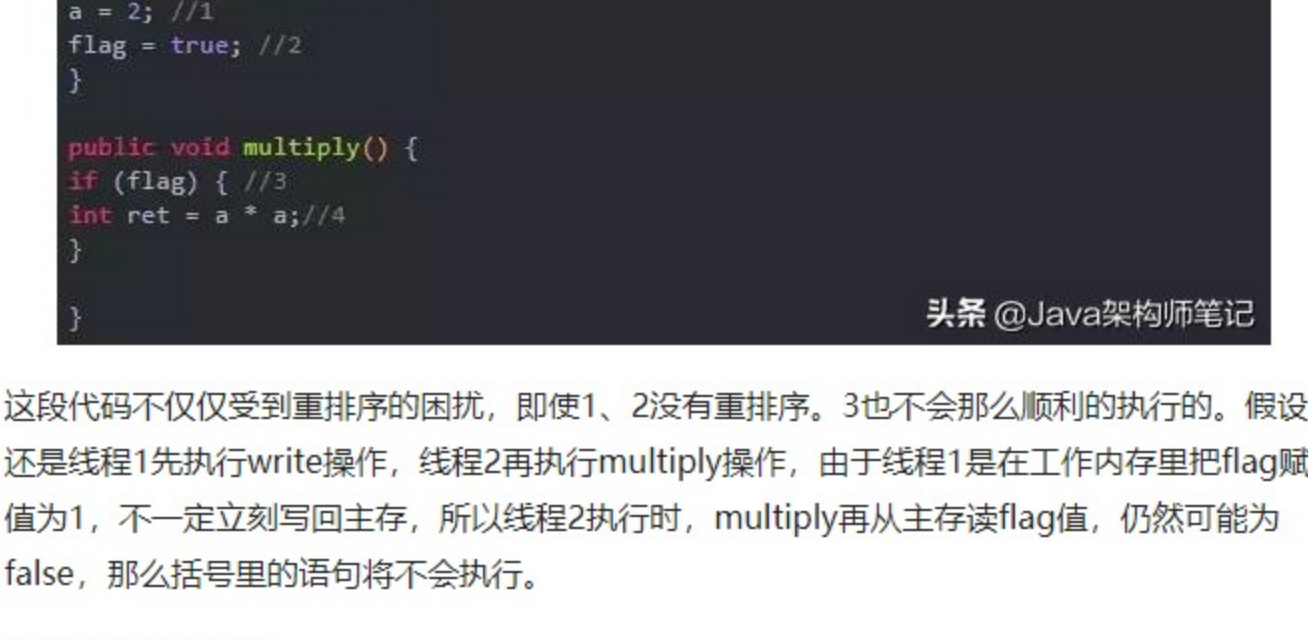 a = 2; //1
flag = true; //2
}
public void multiply() {
if (flag) { //3
int ret = a * a;//4
}
}
头条 @Java架构师笔记
这段代码不仅仅受到重排序的困扰，即使1、2没有重排序。3也不会那么顺利的执行的。假设
还是线程1先执行write操作，线程2再执行multiply操作，由于线程1是在工作内存里把flag赋
值为1，不一定立刻写回主存，所以线程2执行时，multiply再从主存读flag值，仍然可能为
false，那么括号里的语句将不会执行。